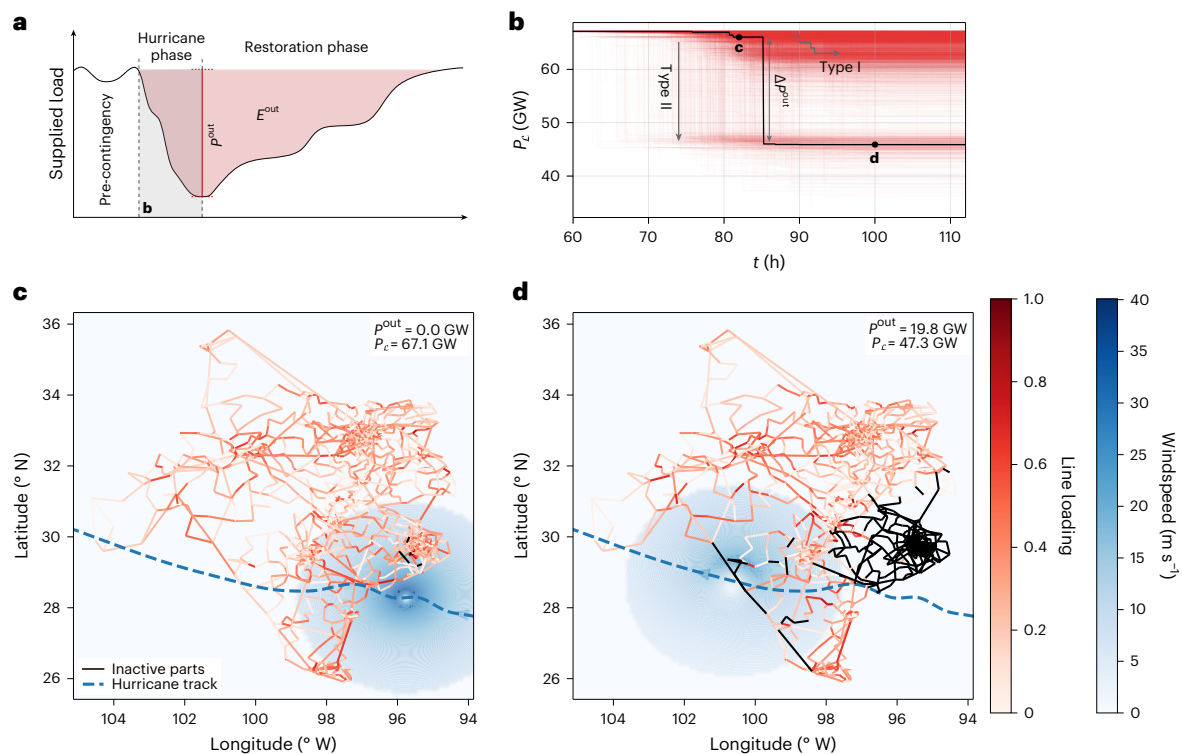 a
Hurricane
phase
Restoration phase
Supplied load
Pre-contingency
P^out
E^out
b
b
P_ℒ (GW)
60
50
40
Type II
ΔP^out
Type I
c
d
60
70
80
90
100
110
t (h)
c
P^out = 0.0 GW
P_ℒ = 67.1 GW
Latitude (° N)
36
34
32
30
28
26
Inactive parts
Hurricane track
104
102
100
98
96
94
Longitude (° W)
d
P^out = 19.8 GW
P_ℒ = 47.3 GW
Latitude (° N)
36
34
32
30
28
26
104
102
100
98
96
94
Longitude (° W)
1.0
0.8
0.6
0.4
0.2
0
Line loading
40
35
30
25
20
15
10
5
0
Windspeed (m s⁻¹)